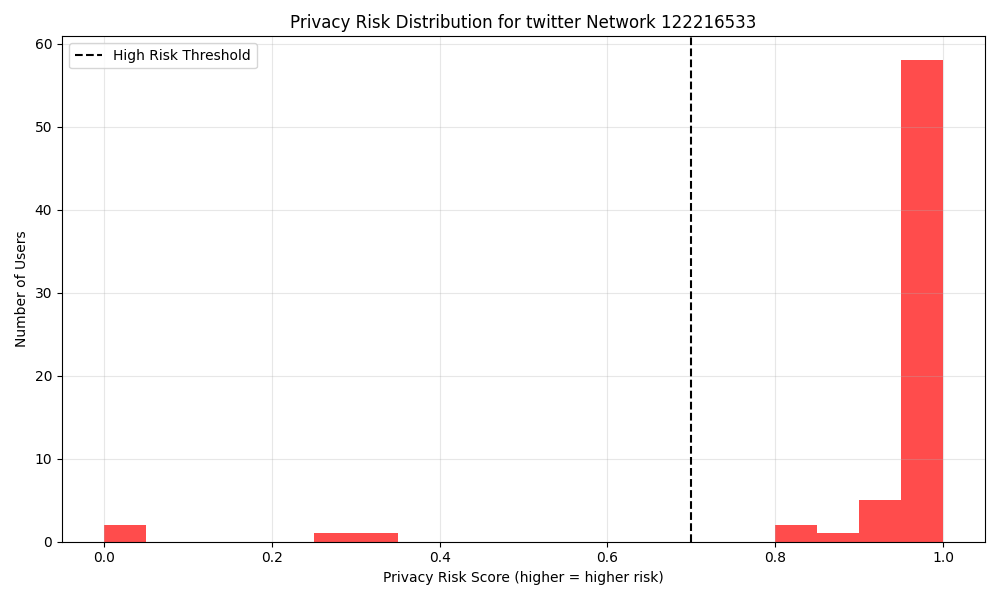 Privacy Risk Distribution for twitter Network 122216533
High Risk Threshold
60
50
40
30
20
10
0
Number of Users
0.0 0.2 0.4 0.6 0.8 1.0
Privacy Risk Score (higher = higher risk)